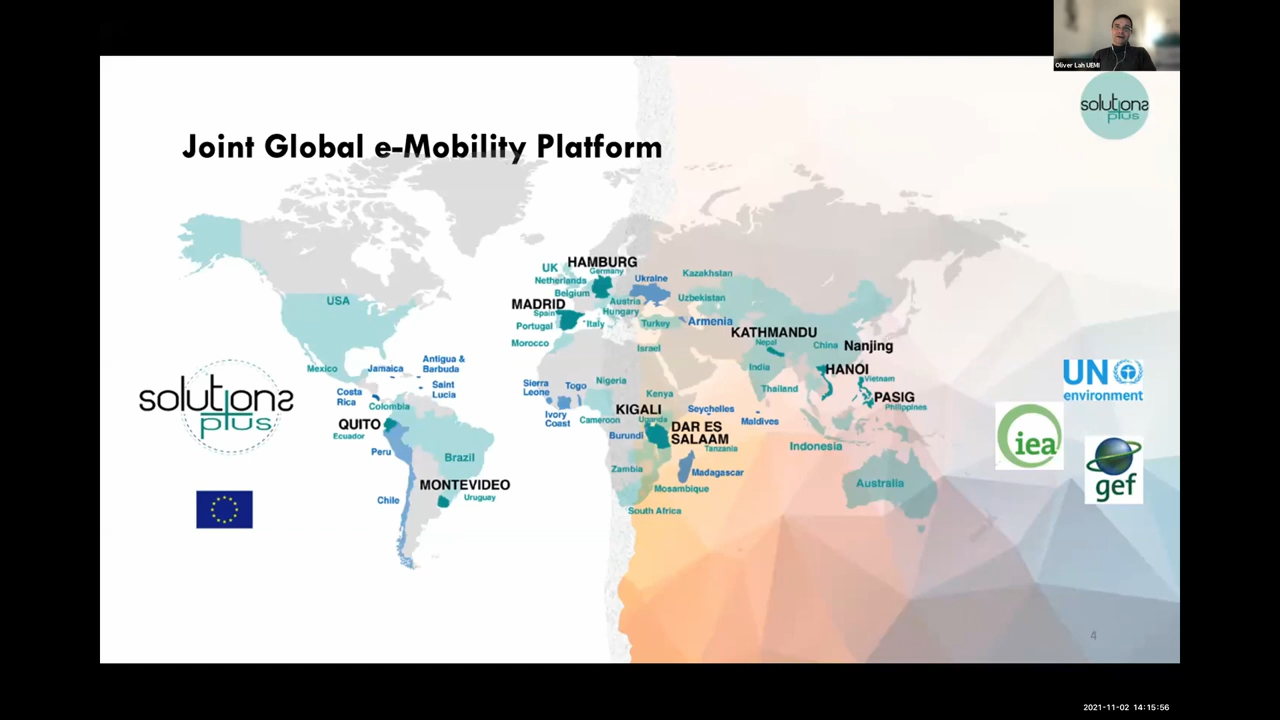 Oliver Lah UEMI
solutions
plus
Joint Global e-Mobility Platform
HAMBURG
UK
Germany
Netherlands
Ukraine
Kazakhstan
Belgium
Austria
Uzbekistan
MADRID
Spain
Hungary
USA
Portugal
Italy
Turkey
Armenia
KATHMANDU
Nepal
China
Nanjing
Morocco
Israel
Antigua &
Barbuda
Mexico
Jamaica
India
HANOI
Vietnam
Saint
Lucia
Sierra
Leone
Togo
Nigeria
Thailand
UN
environment
Costa
Rica
Kenya
PASIG
Philippines
Colombia
Ivory
Coast
KIGALI
Uganda
Seychelles
Maldives
solutions
plus
QUITO
Ecuador
Cameroon
DAR ES
SALAAM
Burundi
Tanzania
Indonesia
iea
Peru
Brazil
Zambia
Madagascar
gef
MONTEVIDEO
Uruguay
Mosambique
Australia
Chile
South Africa
4
2021-11-02 14:15:56